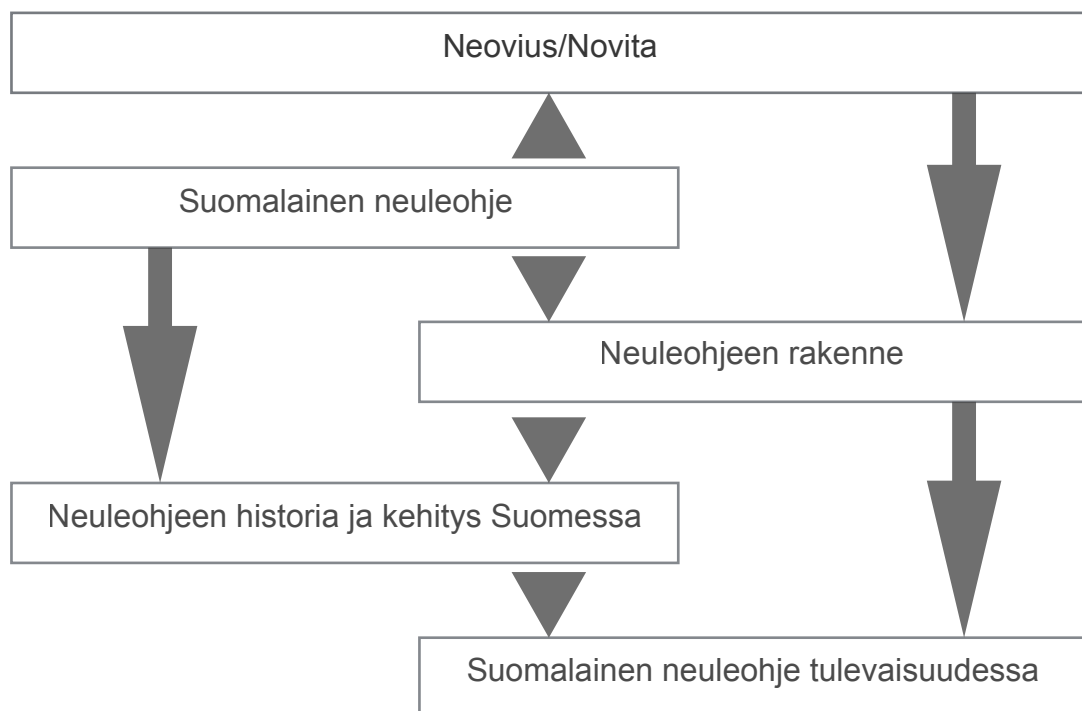 Neovius/Novita
Suomalainen neuleohje
Neuleohjeen rakenne
Neuleohjeen historia ja kehitys Suomessa
Suomalainen neuleohje tulevaisuudessa